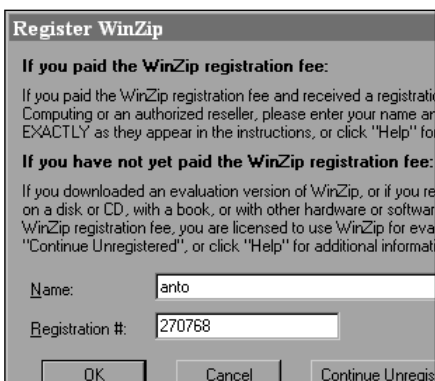 Register WinZip
If you paid the WinZip registration fee:
If you paid the WinZip registration fee and received a registrati
Computing or an authorized reseller, please enter your name an
EXACTLY as they appear in the instructions, or click "Help" fo
If you have not yet paid the WinZip registration fee:
If you downloaded an evaluation version of WinZip, or if you re
on a disk or CD, with a book, or with other hardware or softwar
WinZip registration fee, you are licensed to use WinZip for eva
"Continue Unregistered", or click "Help" for additional informati
Name: anto
Registration #: 270768
OK Cancel Continue Unregis